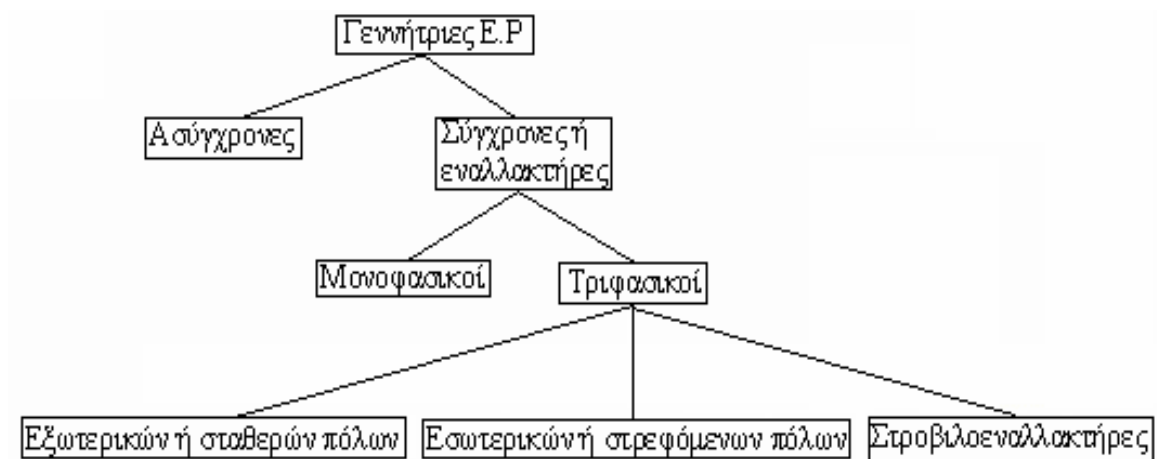 Γεννήτριες Ε.Ρ
Ασύγχρονες
Σύγχρονες ή
εναλλακτήρες
Μονοφασικοί
Τριφασικοί
Εξωτερικών ή σταθερών πόλων
Εσωτερικών ή στρεφόμενων πόλων
Στροβιλοεναλλακτήρες